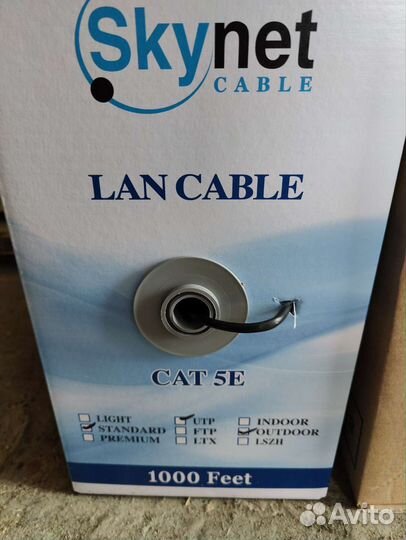 Skynet
CABLE
LAN CABLE
CAT 5E
LIGHT UTP INDOOR
STANDARD FTP OUTDOOR
PREMIUM LTX LSZH
1000 Feet
Avito